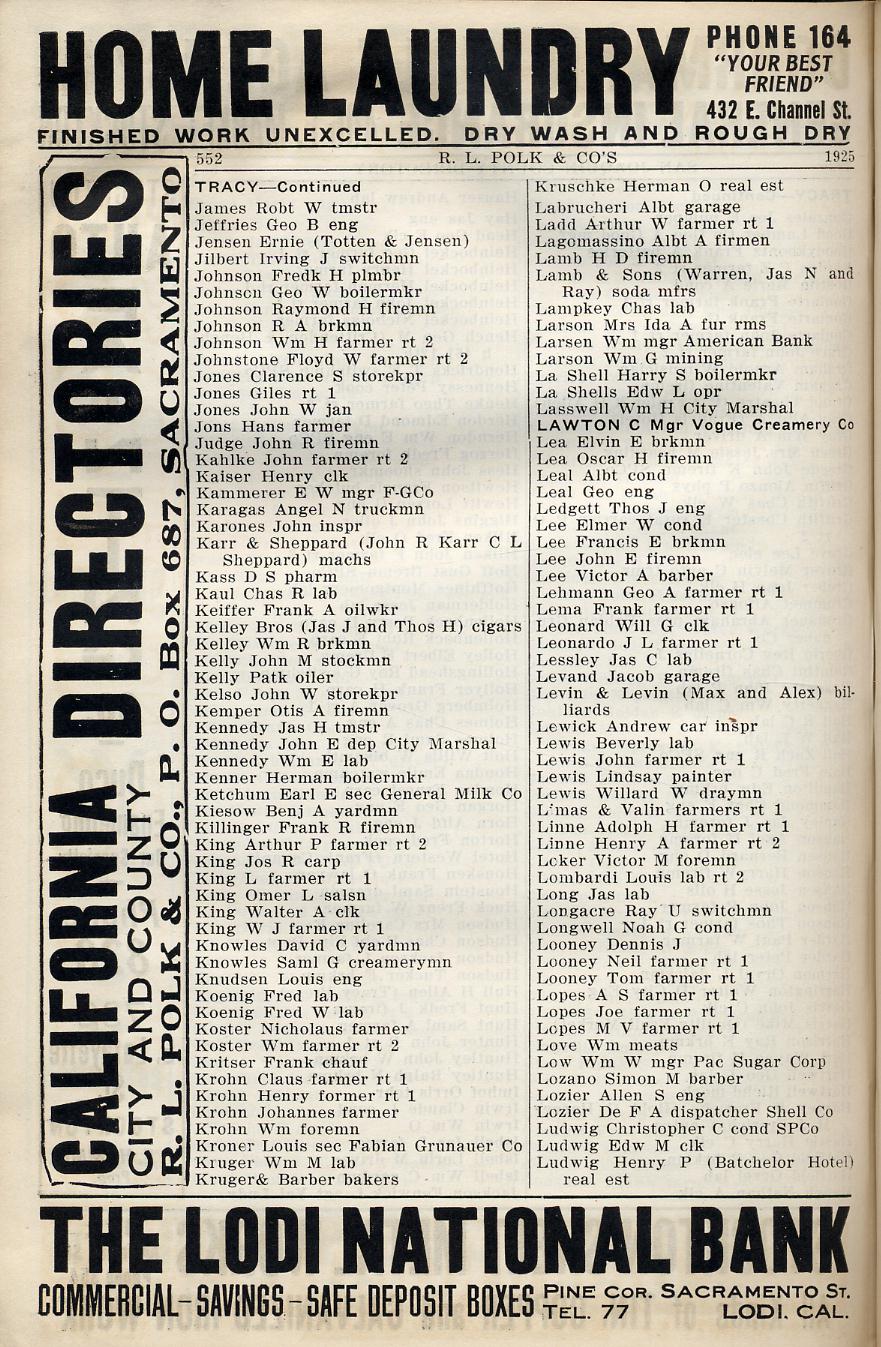 HOME LAUNDRY
PHONE 164
"YOUR BEST
FRIEND"
432 E. Channel St.
FINISHED WORK UNEXCELLED. DRY WASH AND ROUGH DRY
552 R. L. POLK & CO'S 1925
CALIFORNIA DIRECTORIES
CITY AND COUNTY
R. L. POLK & CO., P. O. Box 687, SACRAMENTO
TRACY—Continued
James Robt W tmstr
Jeffries Geo B eng
Jensen Ernie (Totten & Jensen)
Jilbert Irving J switchmn
Johnson Fredk H plmbr
Johnson Geo W boilermkr
Johnson Raymond H firemn
Johnson R A brkmn
Johnson Wm H farmer rt 2
Johnstone Floyd W farmer rt 2
Jones Clarence S storekpr
Jones Giles rt 1
Jones John W jan
Jons Hans farmer
Judge John R firemn
Kahlke John farmer rt 2
Kaiser Henry clk
Kammerer E W mgr F-GCo
Karagas Angel N truckmn
Karones John inspr
Karr & Sheppard (John R Karr C L
Sheppard) machs
Kass D S pharm
Kaul Chas R lab
Keiffer Frank A oilwkr
Kelley Bros (Jas J and Thos H) cigars
Kelley Wm R brkmn
Kelly John M stockmn
Kelly Patk oiler
Kelso John W storekpr
Kemper Otis A firemn
Kennedy Jas H tmstr
Kennedy John E dep City Marshal
Kennedy Wm E lab
Kenner Herman boilermkr
Ketchum Earl E sec General Milk Co
Kiesow Benj A yardmn
Killinger Frank R firemn
King Arthur P farmer rt 2
King Jos R carp
King L farmer rt 1
King Omer L salsn
King Walter A clk
King W J farmer rt 1
Knowles David C yardmn
Knowles Saml G creamerymn
Knudsen Louis eng
Koenig Fred lab
Koenig Fred W lab
Koster Nicholaus farmer
Koster Wm farmer rt 2
Kritser Frank chauf
Krohn Claus farmer rt 1
Krohn Henry former rt 1
Krohn Johannes farmer
Krohn Wm foremn
Kroner Louis sec Fabian Grunauer Co
Kruger Wm M lab
Kruger& Barber bakers
Kruschke Herman O real est
Labrucheri Albt garage
Ladd Arthur W farmer rt 1
Lagomassino Albt A firmen
Lamb H D firemn
Lamb & Sons (Warren, Jas N and
Ray) soda mfrs
Lampkey Chas lab
Larson Mrs Ida A fur rms
Larsen Wm mgr American Bank
Larson Wm G mining
La Shell Harry S boilermkr
La Shells Edw L opr
Lasswell Wm H City Marshal
LAWTON C Mgr Vogue Creamery Co
Lea Elvin E brkmn
Lea Oscar H firemn
Leal Albt cond
Leal Geo eng
Ledgett Thos J eng
Lee Elmer W cond
Lee Francis E brkmn
Lee John E firemn
Lee Victor A barber
Lehmann Geo A farmer rt 1
Lema Frank farmer rt 1
Leonard Will G clk
Leonardo J L farmer rt 1
Lessley Jas C lab
Levand Jacob garage
Levin & Levin (Max and Alex) bil-
liards
Lewick Andrew car inspr
Lewis Beverly lab
Lewis John farmer rt 1
Lewis Lindsay painter
Lewis Willard W draymn
L'mas & Valin farmers rt 1
Linne Adolph H farmer rt 1
Linne Henry A farmer rt 2
Loker Victor M foremn
Lombardi Louis lab rt 2
Long Jas lab
Longacre Ray U switchmn
Longwell Noah G cond
Looney Dennis J
Looney Neil farmer rt 1
Looney Tom farmer rt 1
Lopes A S farmer rt 1
Lopes Joe farmer rt 1
Lopes M V farmer rt 1
Love Wm meats
Low Wm W mgr Pac Sugar Corp
Lozano Simon M barber
Lozier Allen S eng
Lozier De F A dispatcher Shell Co
Ludwig Christopher C cond SPCo
Ludwig Edw M clk
Ludwig Henry P (Batchelor Hotel)
real est
THE LODI NATIONAL BANK
COMMERCIAL-SAVINGS-SAFE DEPOSIT BOXES
PINE COR. SACRAMENTO ST.
TEL. 77 LODI. CAL.